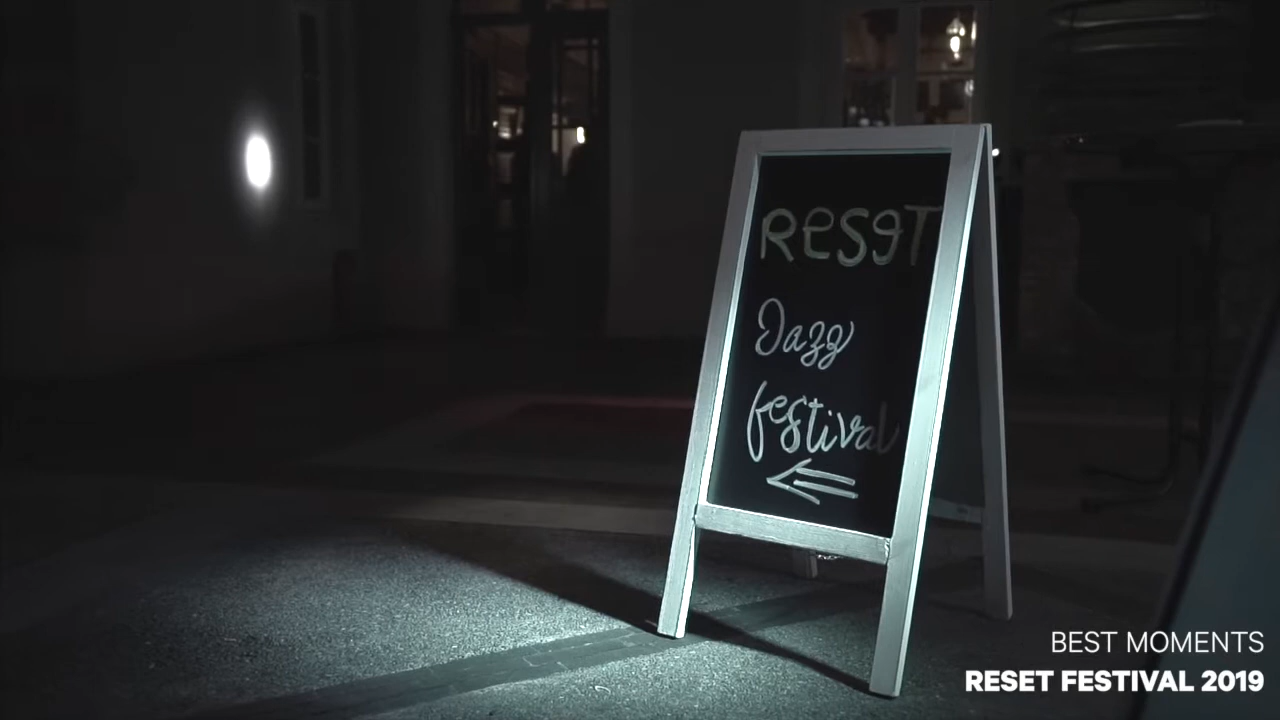 RESET
Jazz
festival
BEST MOMENTS
RESET FESTIVAL 2019